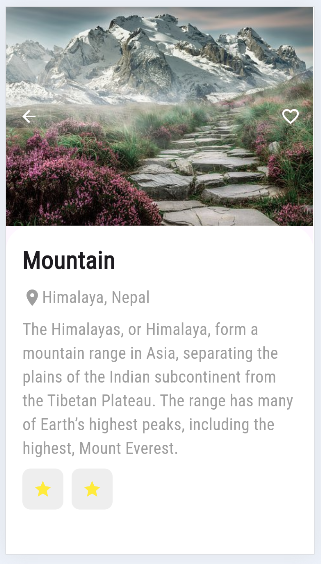 Mountain
Himalaya, Nepal
The Himalayas, or Himalaya, form a
mountain range in Asia, separating the
plains of the Indian subcontinent from
the Tibetan Plateau. The range has many
of Earth's highest peaks, including the
highest, Mount Everest.